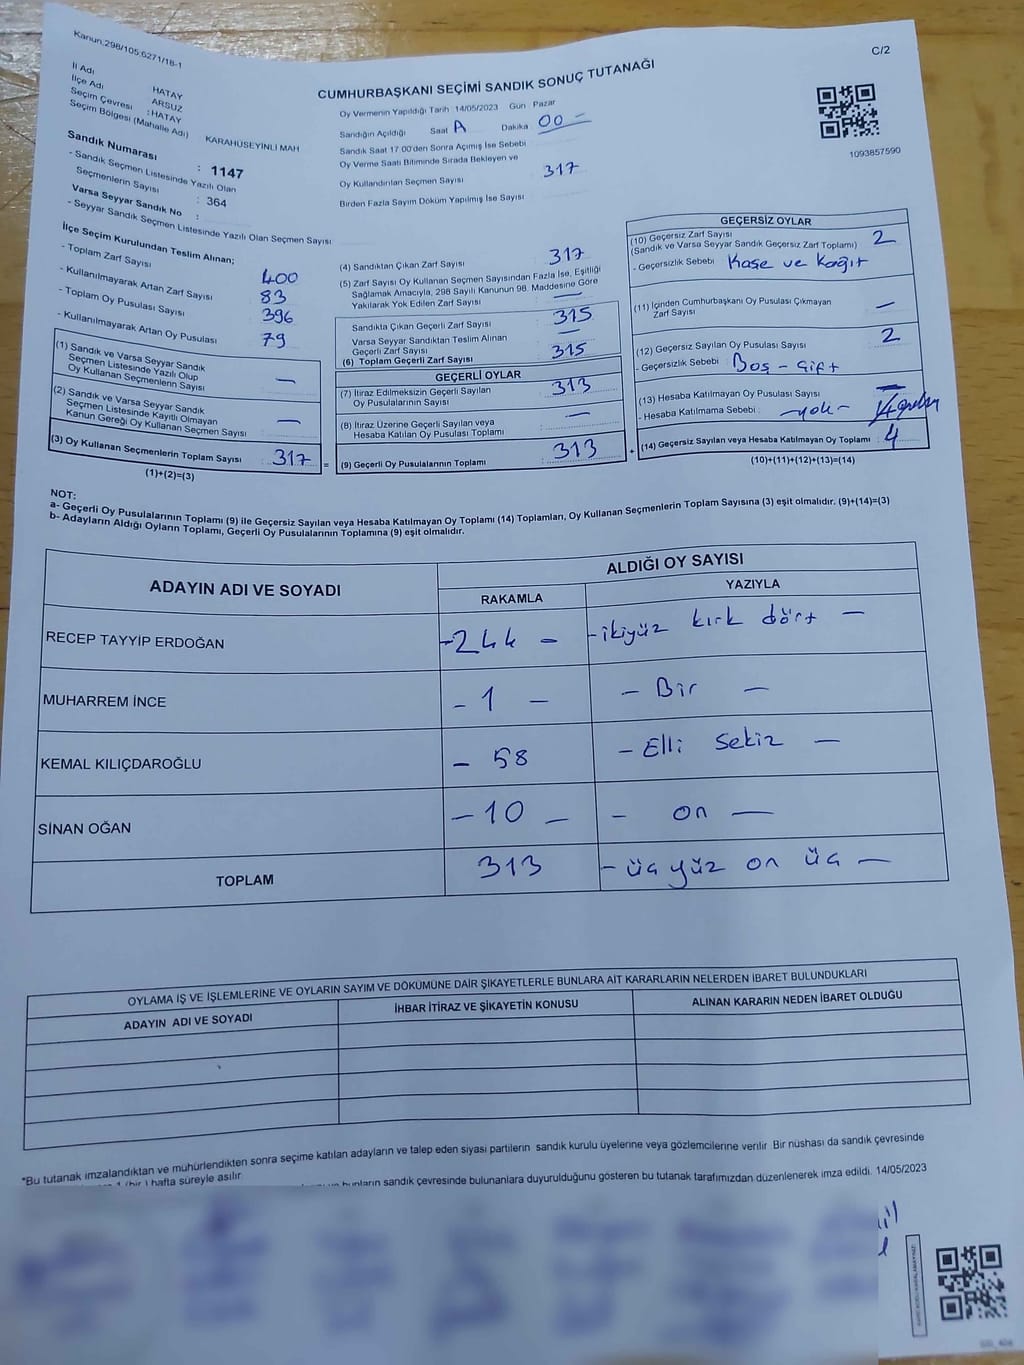 Kanun:298/105;6271/18-1
C/2
CUMHURBAŞKANI SEÇİMİ SANDIK SONUÇ TUTANAĞI
İl Adı HATAY
İlçe Adı ARSUZ
Seçim Çevresi : HATAY
Seçim Bölgesi (Mahalle Adı) KARAHÜSEYİNLİ MAH
Sandık Numarası : 1147
- Sandık Seçmen Listesinde Yazılı Olan
Seçmenlerin Sayısı : 364
Varsa Seyyar Sandık No :
- Seyyar Sandık Seçmen Listesinde Yazılı Olan Seçmen Sayısı
Oy Vermenin Yapıldığı Tarih 14/05/2023 Gün Pazar
Sandığın Açıldığı Saat Dakika 00
Sandık Saat 17.00'den Sonra Açımış İse Sebebi
Oy Verme Saati Bitiminde Sırada Bekleyen ve
Oy Kullandırılan Seçmen Sayısı 317
Birden Fazla Sayım Döküm Yapılmış İse Sayısı
1093857590
İlçe Seçim Kurulundan Teslim Alınan;
- Toplam Zarf Sayısı 400
- Kullanılmayarak Artan Zarf Sayısı 83
- Toplam Oy Pusulası Sayısı 396
- Kullanılmayarak Artan Oy Pusulası 79
(1) Sandık ve Varsa Seyyar Sandık
Seçmen Listesinde Yazılı Olup
Oy Kullanan Seçmenlerin Sayısı —
(2) Sandık ve Varsa Seyyar Sandık
Seçmen Listesinde Kayıtlı Olmayan
Kanun Gereği Oy Kullanan Seçmen Sayısı —
(3) Oy Kullanan Seçmenlerin Toplam Sayısı 317
(1)+(2)=(3)
(4) Sandıktan Çıkan Zarf Sayısı 317
(5) Zarf Sayısı Oy Kullanan Seçmen Sayısından Fazla İse, Eşitliği
Sağlamak Amacıyla, 298 Sayılı Kanunun 98. Maddesine Göre
Yakılarak Yok Edilen Zarf Sayısı —
Sandıkta Çıkan Geçerli Zarf Sayısı 315
Varsa Seyyar Sandıktan Teslim Alınan
Geçerli Zarf Sayısı —
(6) Toplam Geçerli Zarf Sayısı 315
GEÇERLİ OYLAR
(7) İtiraz Edilmeksizin Geçerli Sayılan
Oy Pusulalarının Sayısı 313
(8) İtiraz Üzerine Geçerli Sayılan veya
Hesaba Katılan Oy Pusulası Toplamı —
= (9) Geçerli Oy Pusulalarının Toplamı 313 +
GEÇERSİZ OYLAR
(10) Geçersiz Zarf Sayısı
(Sandık ve Varsa Seyyar Sandık Geçersiz Zarf Toplamı) 2
- Geçersizlik Sebebi Kaşe ve Kağıt
(11) İçinden Cumhurbaşkanı Oy Pusulası Çıkmayan
Zarf Sayısı —
(12) Geçersiz Sayılan Oy Pusulası Sayısı 2
- Geçersizlik Sebebi : Boş - Çift
(13) Hesaba Katılmayan Oy Pusulası Sayısı —
- Hesaba Katılmama Sebebi : - yok -
(14) Geçersiz Sayılan veya Hesaba Katılmayan Oy Toplamı : 4
(10)+(11)+(12)+(13)=(14)
NOT:
a- Geçerli Oy Pusulalarının Toplamı (9) ile Geçersiz Sayılan veya Hesaba Katılmayan Oy Toplamı (14) Toplamları, Oy Kullanan Seçmenlerin Toplam Sayısına (3) eşit olmalıdır. (9)+(14)=(3)
b- Adayların Aldığı Oyların Toplamı, Geçerli Oy Pusulalarının Toplamına (9) eşit olmalıdır.
ADAYIN ADI VE SOYADI
ALDIĞI OY SAYISI
RAKAMLA YAZIYLA
RECEP TAYYİP ERDOĞAN - 244 - - ikiyüz kırk dört -
MUHARREM İNCE - 1 - - Bir -
KEMAL KILIÇDAROĞLU - 58 - Elli Sekiz -
SİNAN OĞAN - 10 - - on -
TOPLAM 313 - üç yüz on üç -
OYLAMA İŞ VE İŞLEMLERİNE VE OYLARIN SAYIM VE DÖKÜMÜNE DAİR ŞİKAYETLERLE BUNLARA AİT KARARLARIN NELERDEN İBARET BULUNDUKLARI
ADAYIN ADI VE SOYADI İHBAR İTİRAZ VE ŞİKAYETİN KONUSU ALINAN KARARIN NEDEN İBARET OLDUĞU
*Bu tutanak imzalandıktan ve mühürlendikten sonra seçime katılan adayların ve talep eden siyasi partilerin sandık kurulu üyelerine veya gözlemcilerine verilir Bir nüshası da sandık çevresinde
1 (bir) hafta süreyle asılır
bunların sandık çevresinde bulunanlara duyurulduğunu gösteren bu tutanak tarafımızdan düzenlenerek imza edildi. 14/05/2023